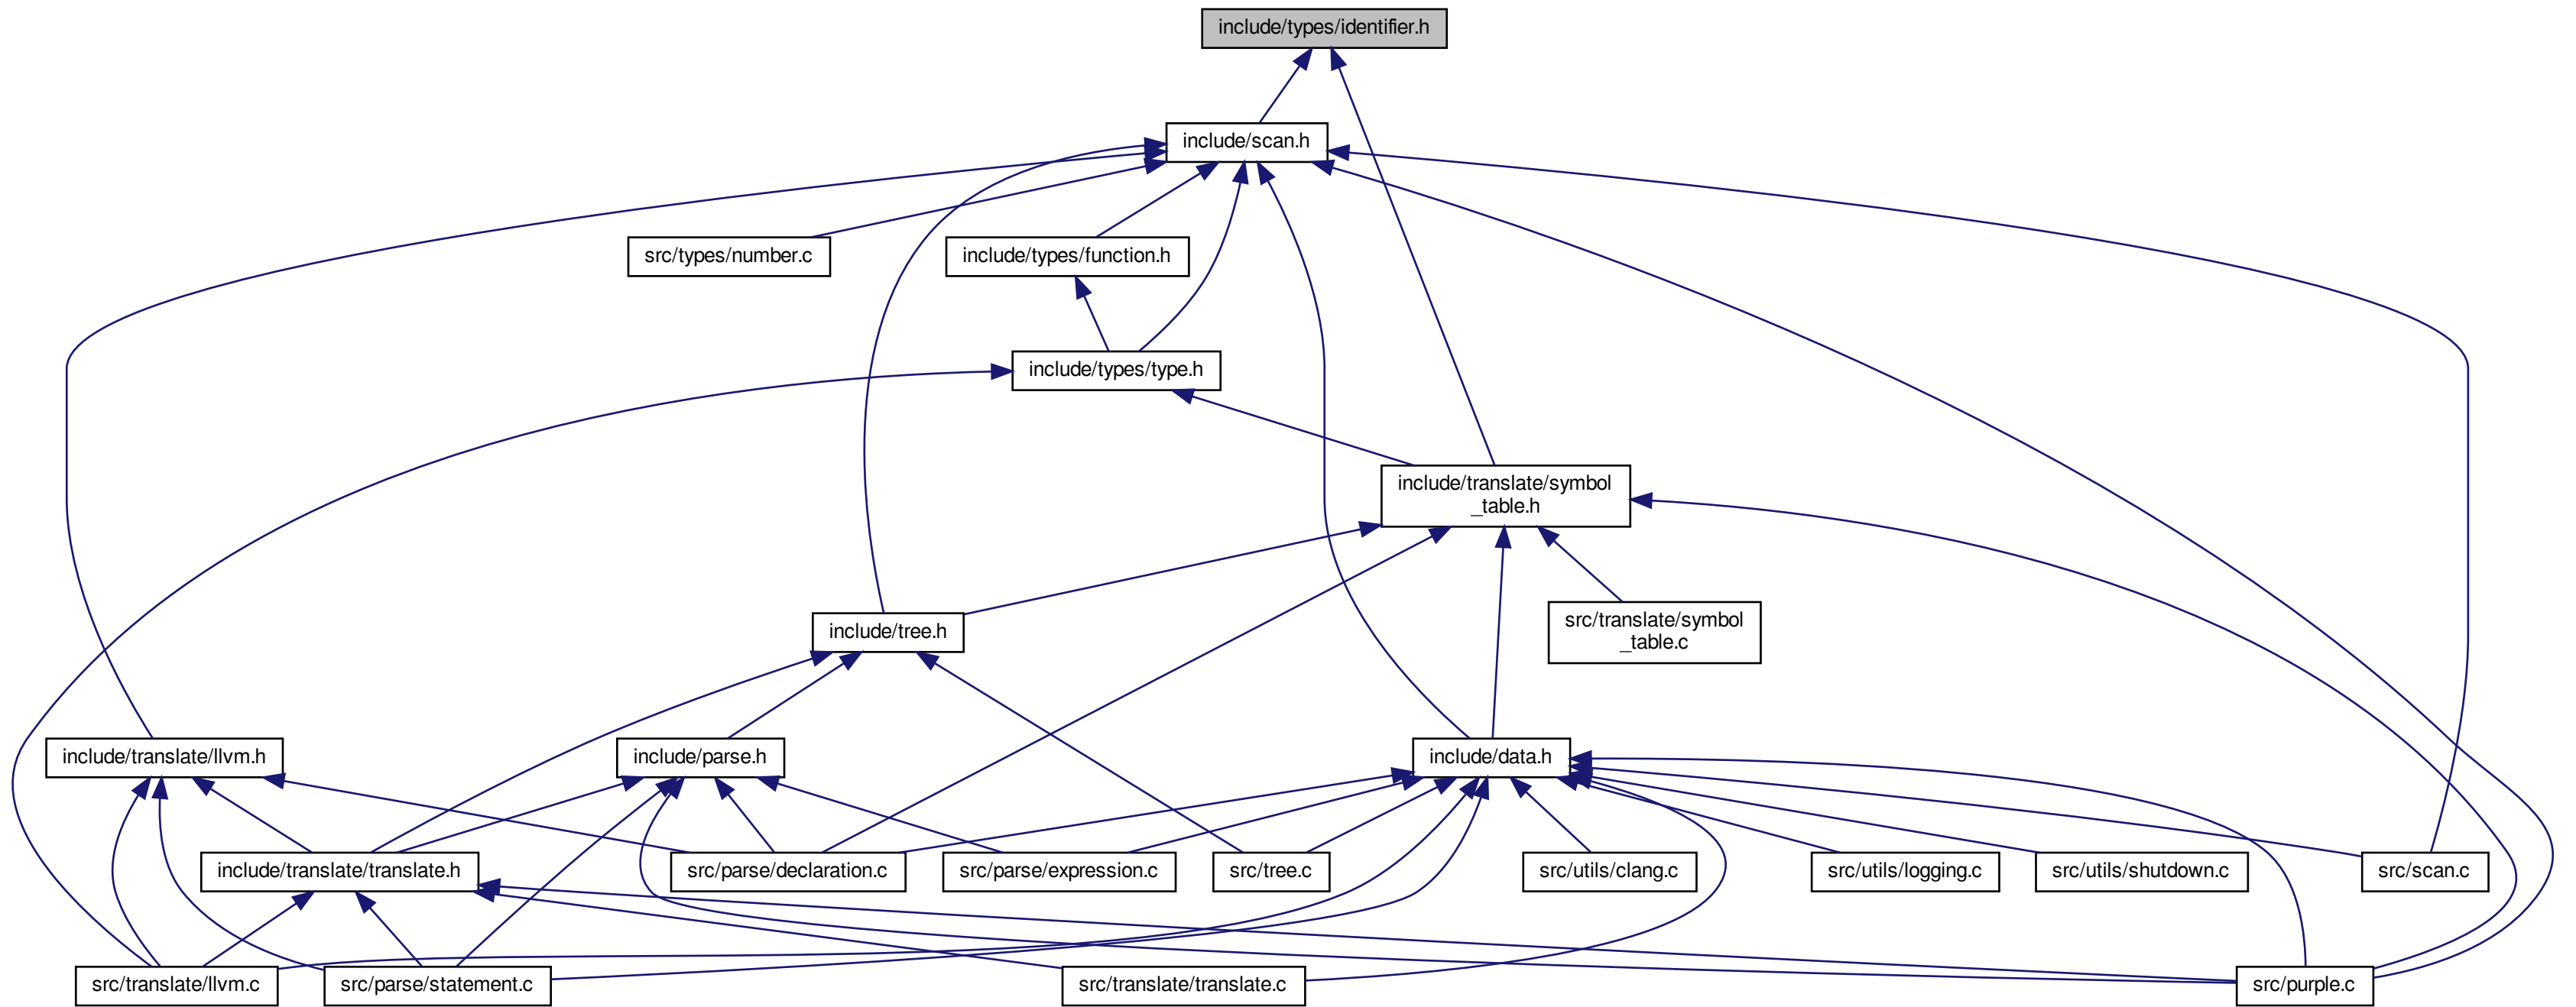 include/types/identifier.h
include/scan.h
src/types/number.c
include/types/function.h
include/types/type.h
include/translate/symbol
_table.h
include/tree.h
src/translate/symbol
_table.c
include/translate/llvm.h
include/parse.h
include/data.h
include/translate/translate.h
src/parse/declaration.c
src/parse/expression.c
src/tree.c
src/utils/clang.c
src/utils/logging.c
src/utils/shutdown.c
src/scan.c
src/translate/llvm.c
src/parse/statement.c
src/translate/translate.c
src/purple.c